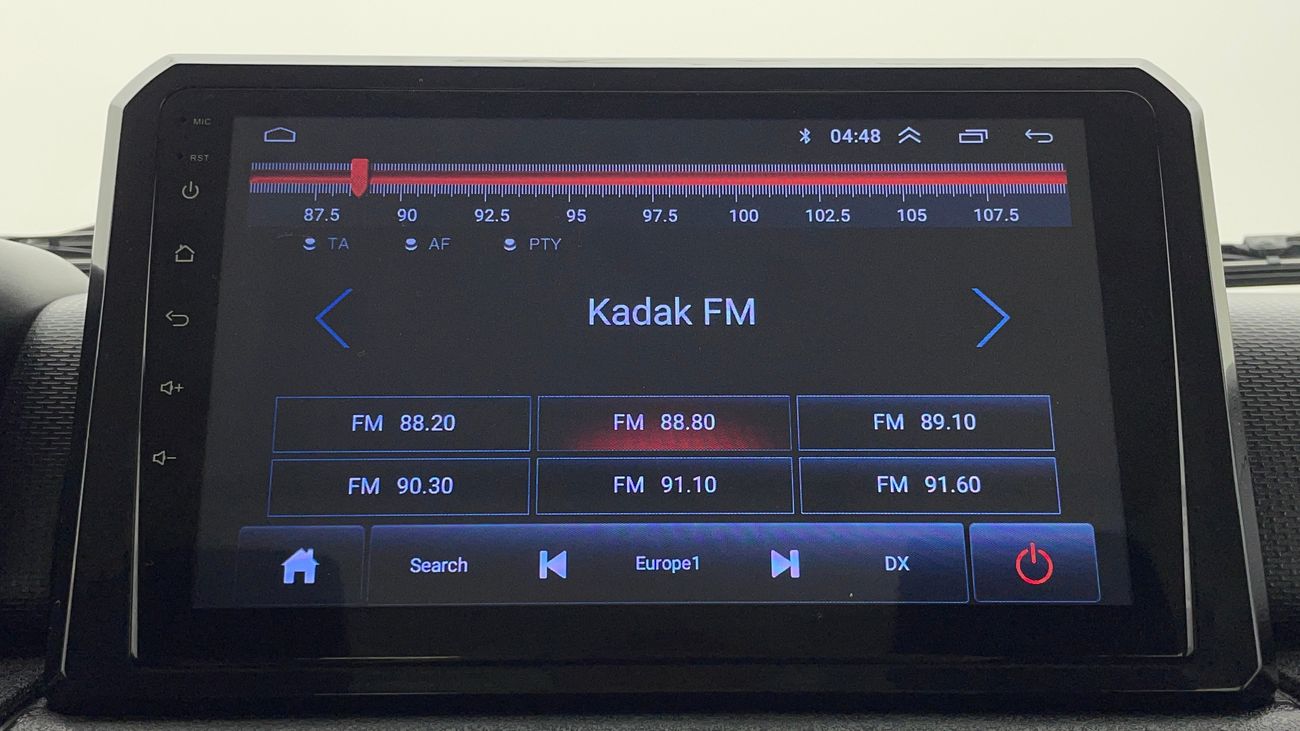 MIC
04:48
RST
87.5 90 92.5 95 97.5 100 102.5 105 107.5
TA AF PTY
Kadak FM
FM 88.20 FM 88.80 FM 89.10
FM 90.30 FM 91.10 FM 91.60
Search Europe1 DX